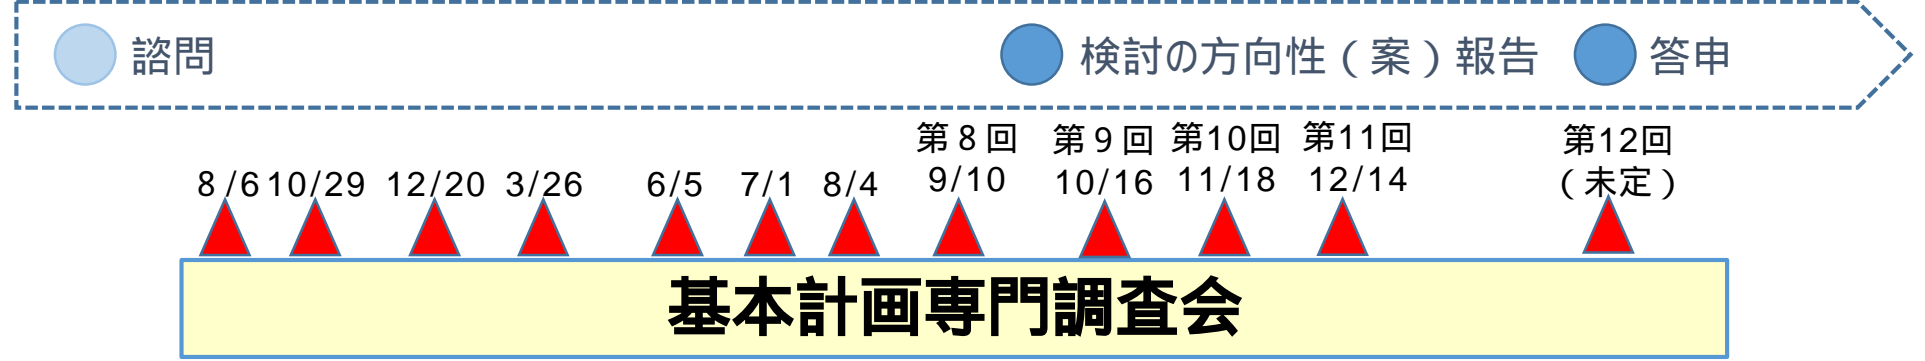 諮問
検討の方向性（案）報告
答申
第８回 第９回 第10回 第11回 第12回
8/6 10/29 12/20 3/26 6/5 7/1 8/4 9/10 10/16 11/18 12/14 （未定）
基本計画専門調査会